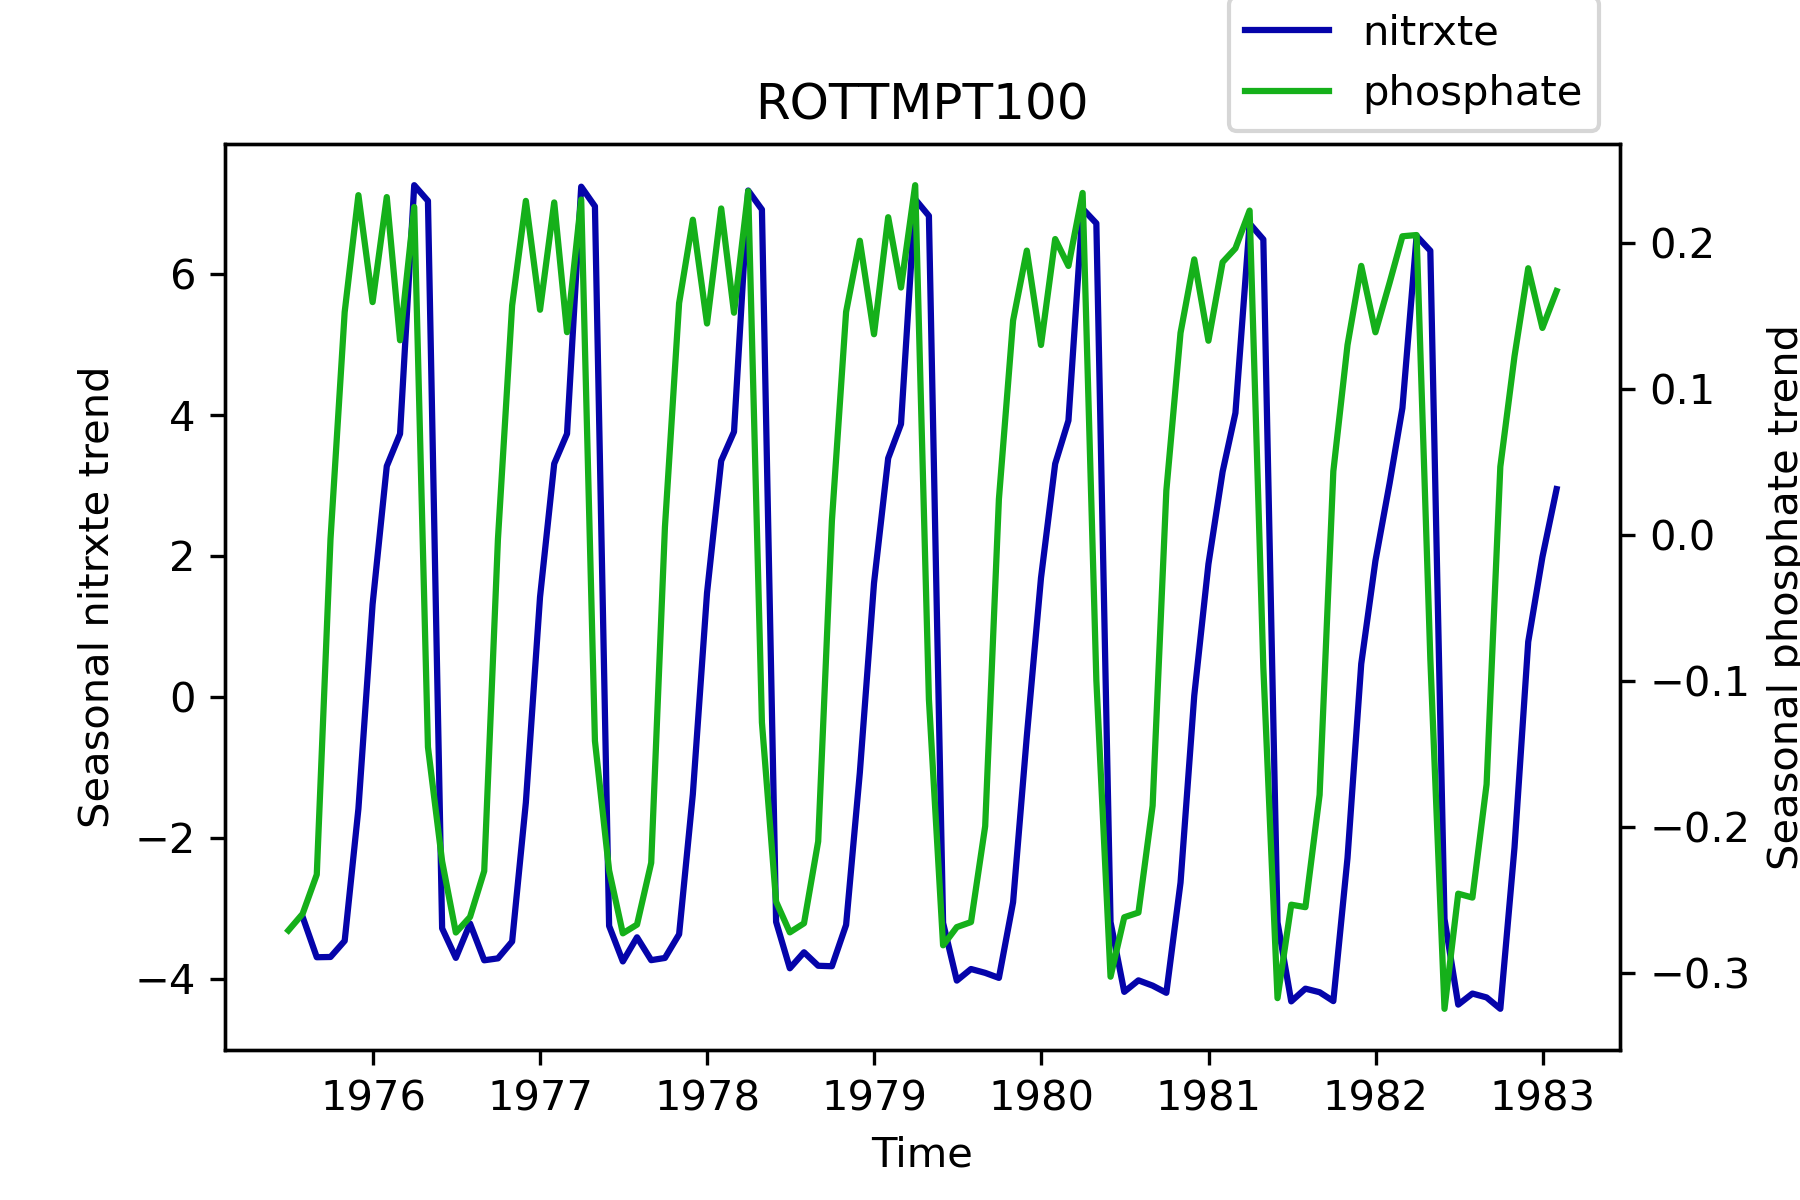 nitrxte
phosphate
ROTTMPT100
Seasonal nitrxte trend
6
4
2
0
−2
−4
0.2
0.1
0.0
−0.1
−0.2
−0.3
Seasonal phosphate trend
1976 1977 1978 1979 1980 1981 1982 1983
Time